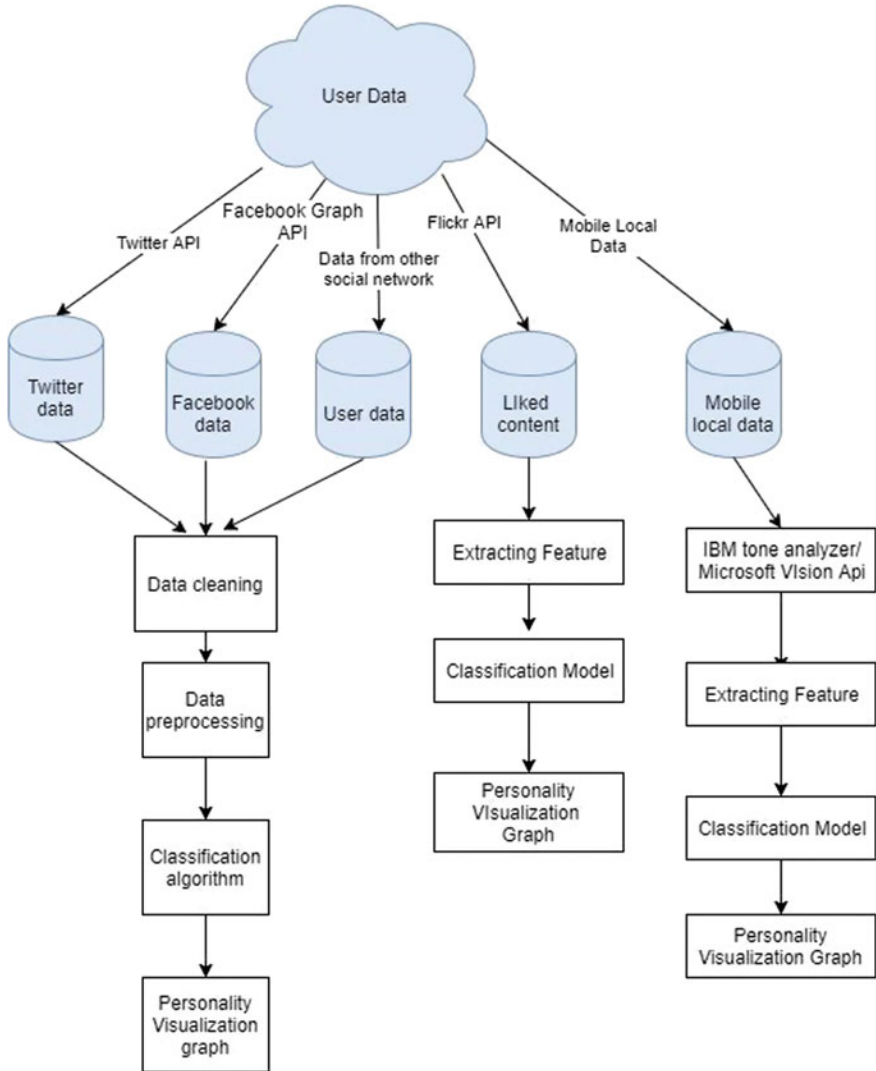 User Data
Twitter API
Facebook Graph
API
Data from other
social network
Flickr API
Mobile Local
Data
Twitter
data
Facebook
data
User data
LIked
content
Mobile
local data
Data cleaning
Data
preprocessing
Classification
algorithm
Personality
Visualization
graph
Extracting Feature
Classification Model
Personality
VIsualization
Graph
IBM tone analyzer/
Microsoft VIsion Api
Extracting Feature
Classification Model
Personality
Visualization Graph